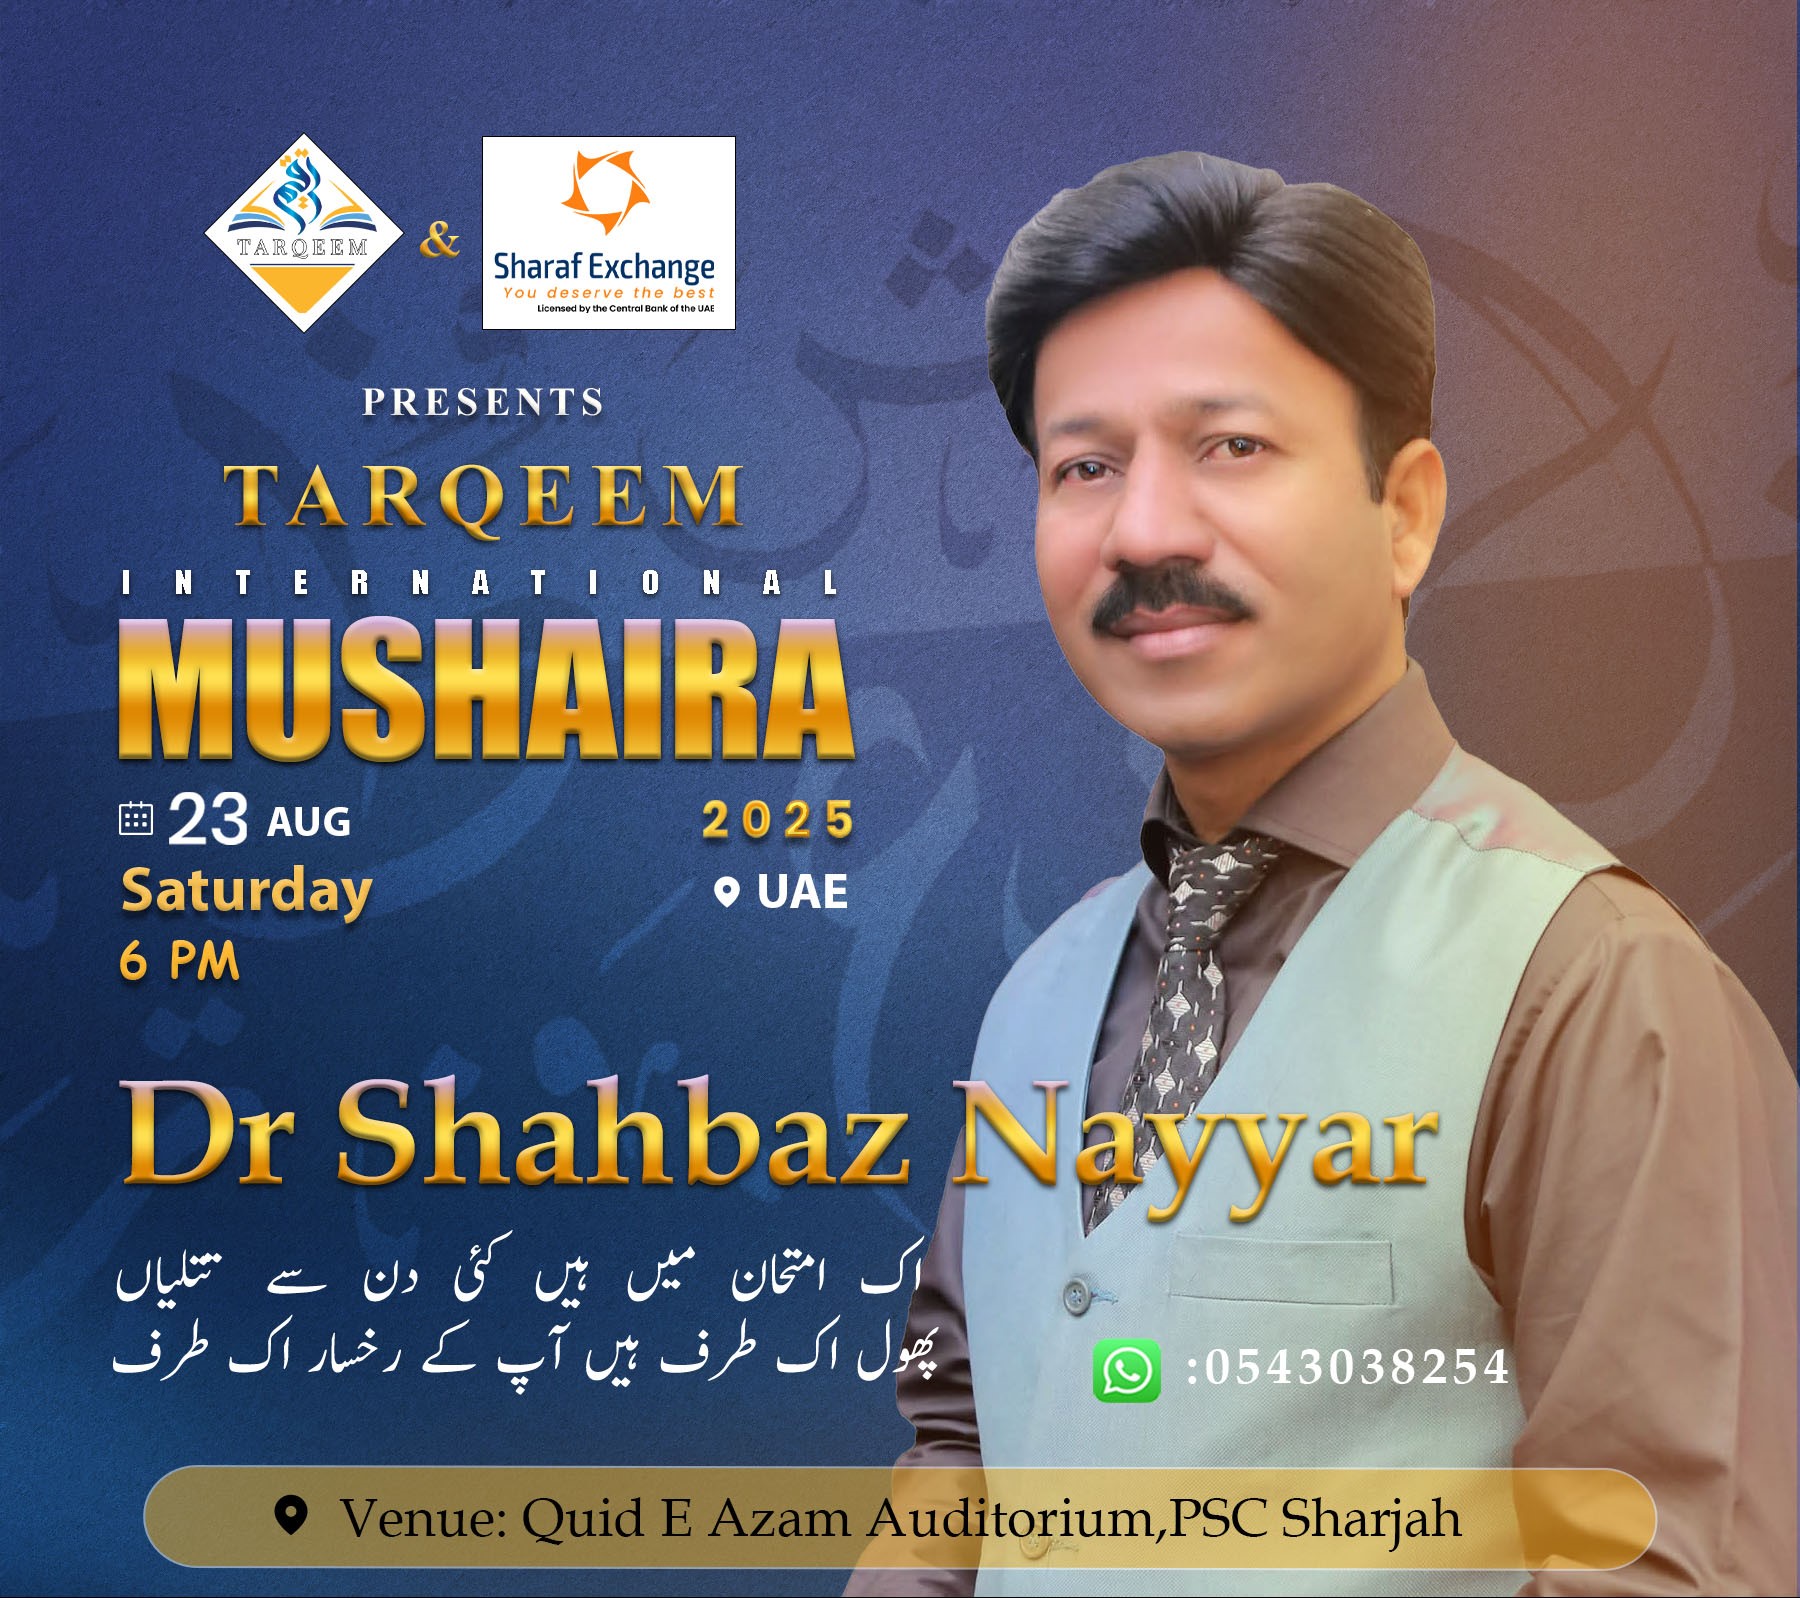 TARQEEM
&
Sharaf Exchange
You deserve the best
Licensed by the Central Bank of the UAE
PRESENTS
TARQEEM
INTERNATIONAL
MUSHAIRA
23 AUG
2025
Saturday
UAE
6 PM
Dr Shahbaz Nayyar
اک امتحان میں ہیں کئی دن سے تتلیاں
پھول اک طرف ہیں آپ کے رخسار اک طرف
:0543038254
Venue: Quid E Azam Auditorium,PSC Sharjah